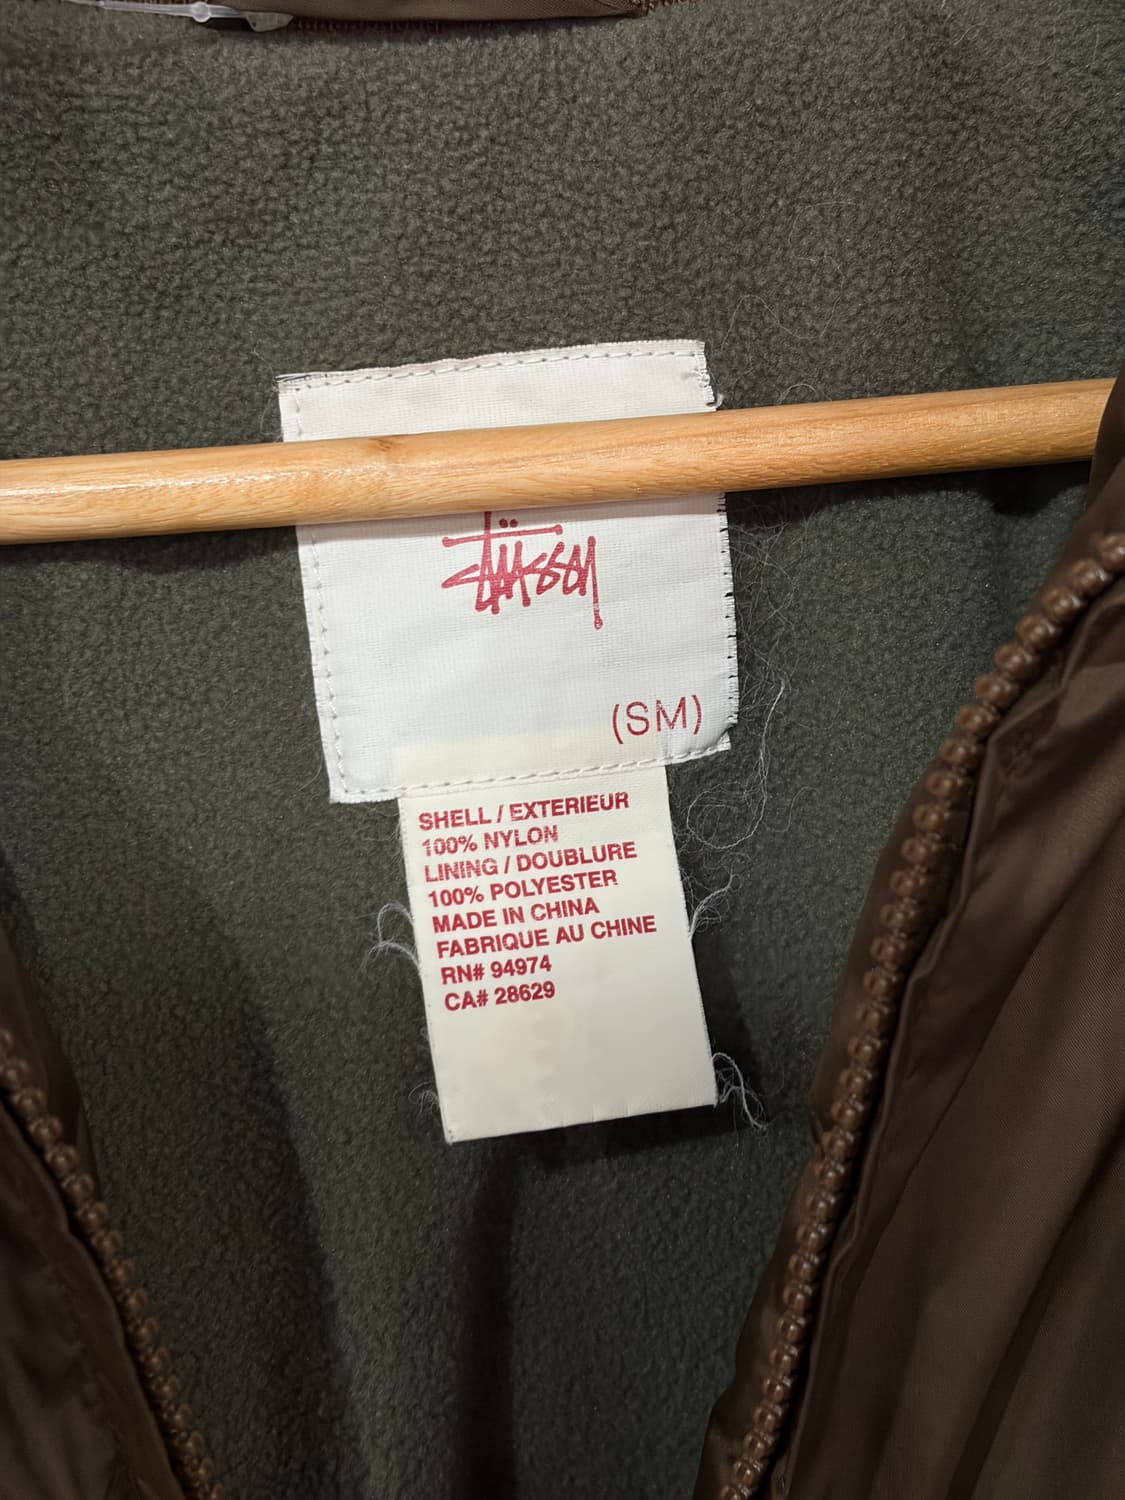 Stüssy
(SM)
SHELL / EXTERIEUR
100% NYLON
LINING / DOUBLURE
100% POLYESTER
MADE IN CHINA
FABRIQUE AU CHINE
RN# 94974
CA# 28629